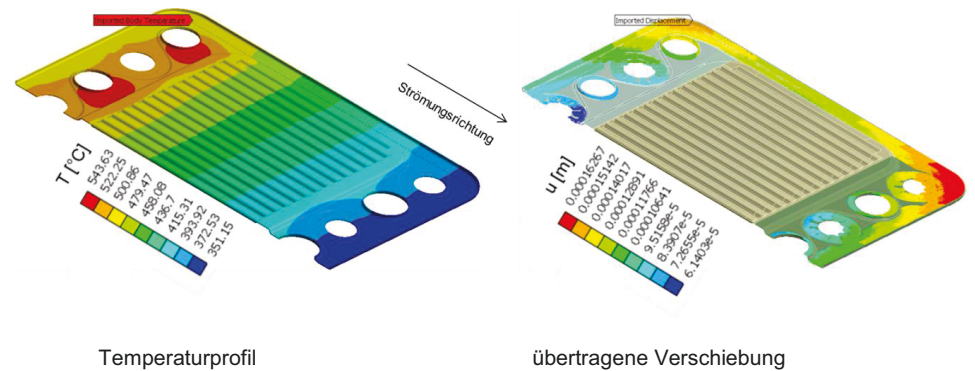 Imported Body Temperature
Imported Displacement
Strömungsrichtung
T [°C]
543.63
522.25
500.86
479.47
458.08
436.7
415.31
393.92
372.53
351.15
u [m]
0.00016267
0.00015142
0.00014017
0.00012891
0.00011766
0.00010641
9.5158e-5
8.3907e-5
7.2655e-5
6.1403e-5
Temperaturprofil
übertragene Verschiebung